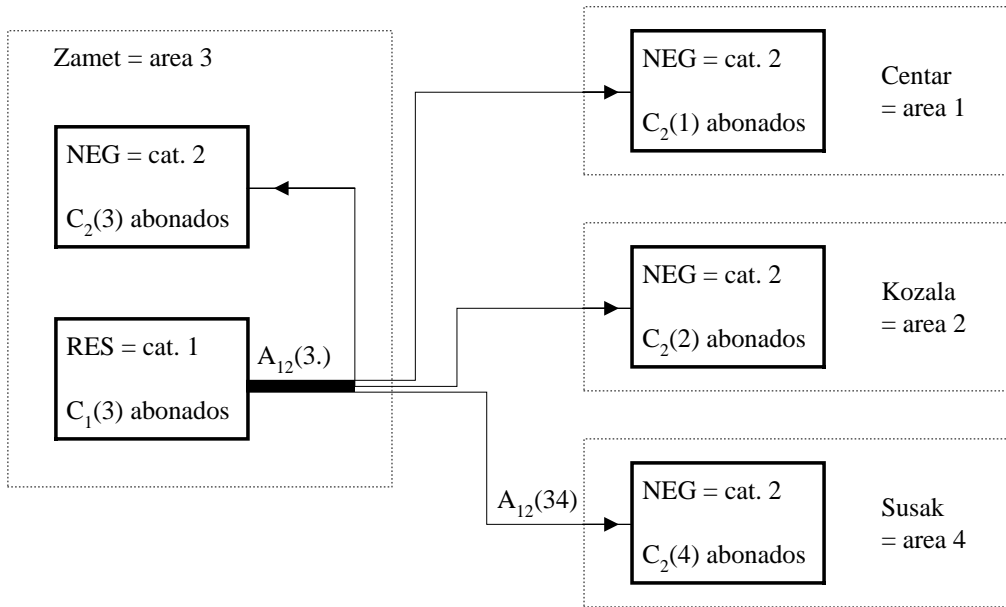 Zamet = area 3
NEG = cat. 2
C2(3) abonados
RES = cat. 1
C1(3) abonados
A12(3.)
NEG = cat. 2
C2(1) abonados
Centar
= area 1
NEG = cat. 2
C2(2) abonados
Kozala
= area 2
A12(34)
NEG = cat. 2
C2(4) abonados
Susak
= area 4